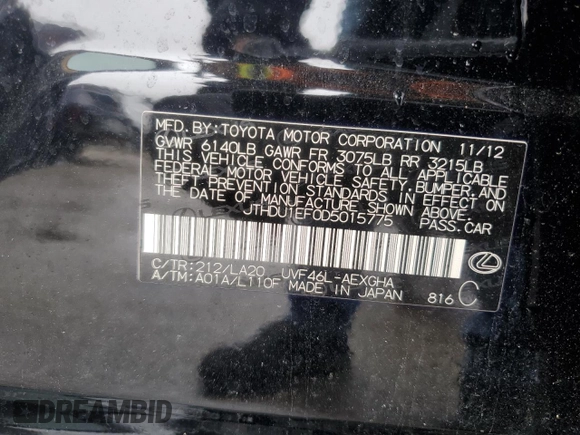 MFD. BY:TOYOTA MOTOR CORPORATION 11/12
GVWR 6140LB GAWR FR 3075LB RR 3215LB
THIS VEHICLE CONFORMS TO ALL APPLICABLE
FEDERAL MOTOR VEHICLE SAFETY, BUMPER, AND
THEFT PREVENTION STANDARDS IN EFFECT ON
THE DATE OF MANUFACTURE SHOWN ABOVE.
JTHDU1EF0D5015775 PASS.CAR
C/TR:212/LA20 UVF46L-AEXGHA
A/TM:A01A/L110F MADE IN JAPAN 816 C
DREAMBID